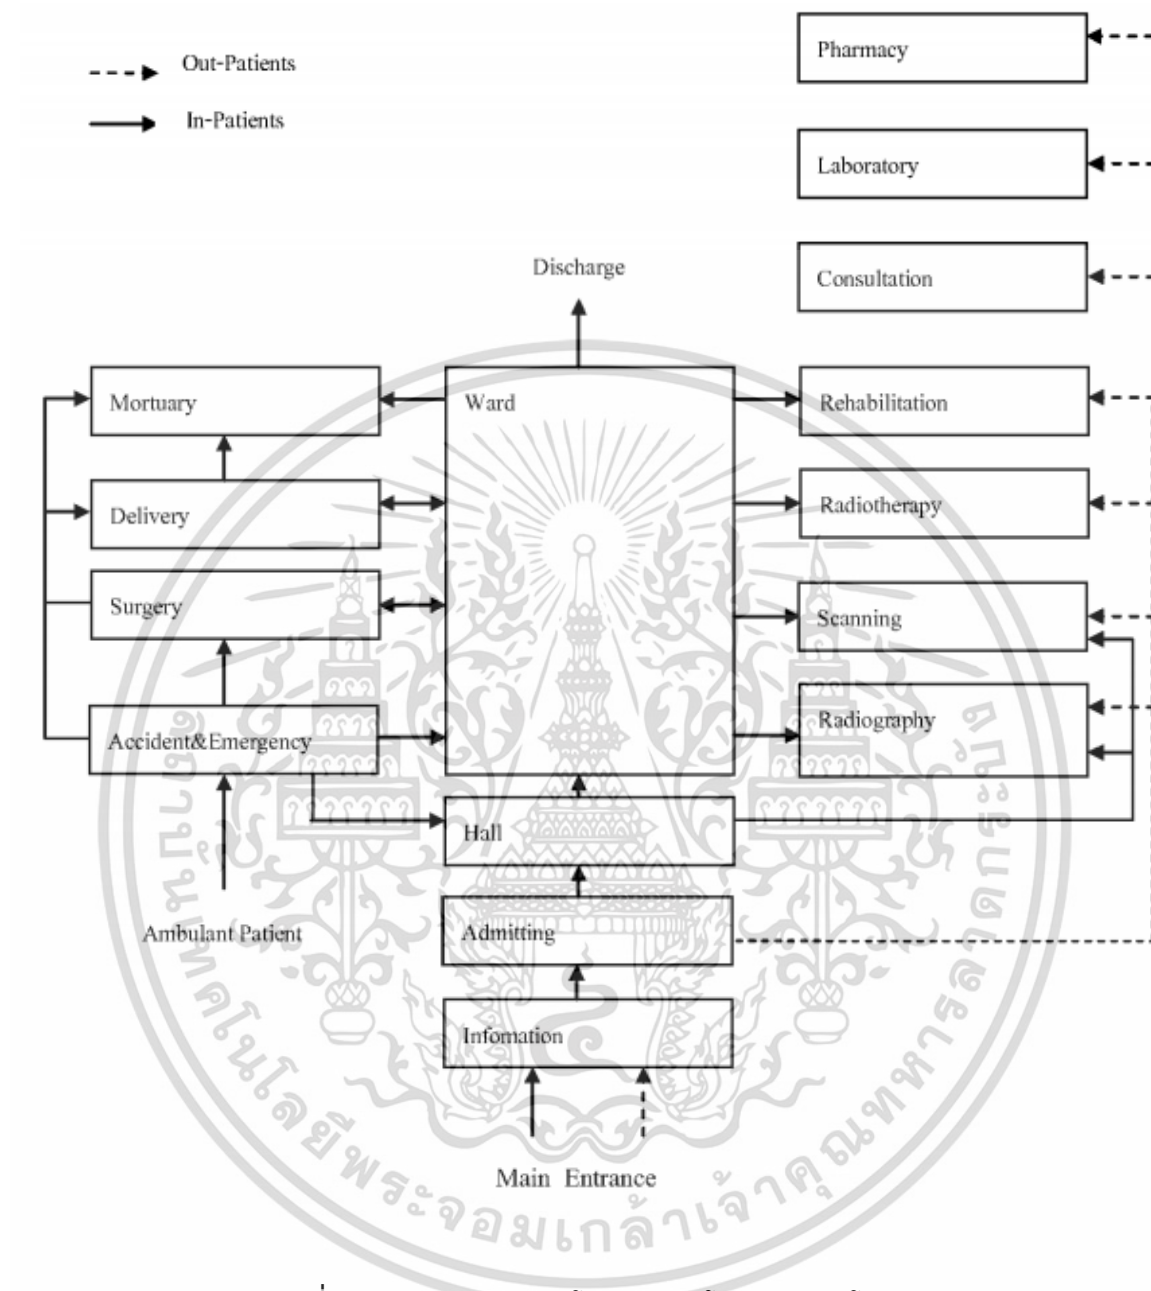 Out-Patients
In-Patients
Pharmacy
Laboratory
Consultation
Discharge
Mortuary
Ward
Rehabilitation
Delivery
Radiotherapy
Surgery
Scanning
Accident&Emergency
Radiography
Hall
Ambulant Patient
Admitting
Infomation
Main Entrance